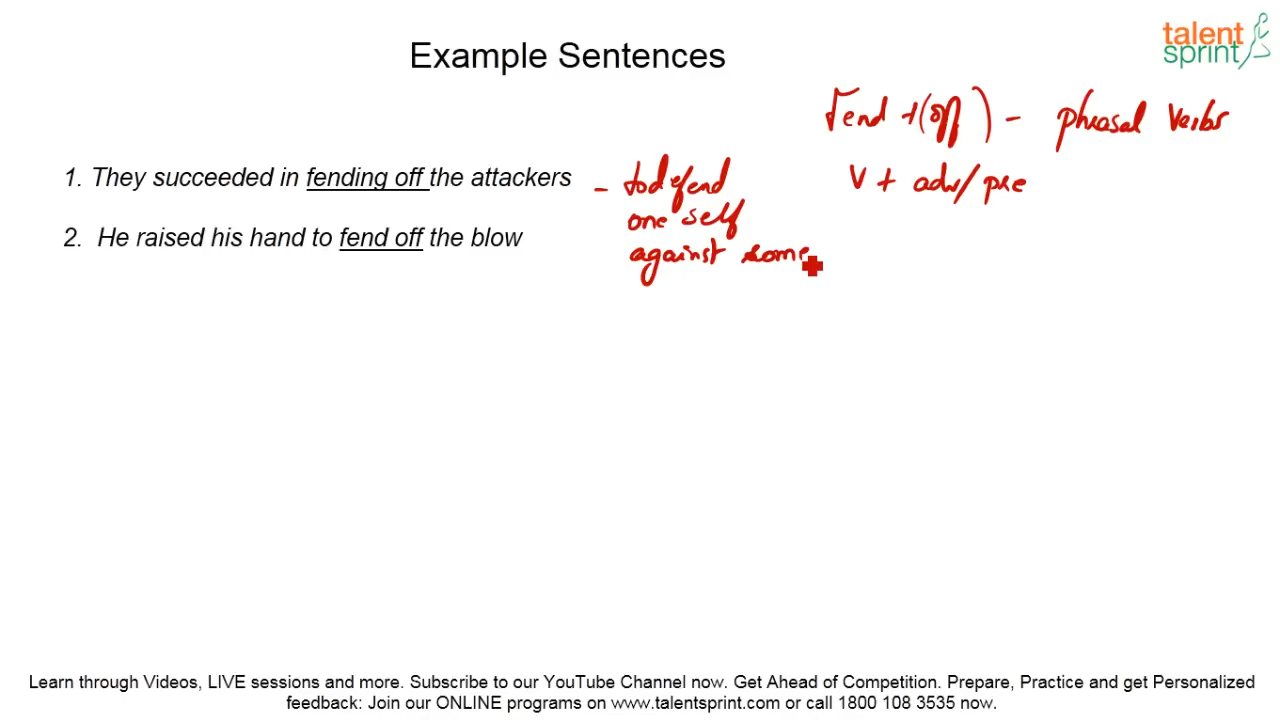 Example Sentences
talent
sprint
fend + (off) - phrasal verbs
V + adv/pre
1. They succeeded in fending off the attackers
- to defend
one self
against some
2. He raised his hand to fend off the blow
Learn through Videos, LIVE sessions and more. Subscribe to our YouTube Channel now. Get Ahead of Competition. Prepare, Practice and get Personalized
feedback: Join our ONLINE programs on www.talentsprint.com or call 1800 108 3535 now.